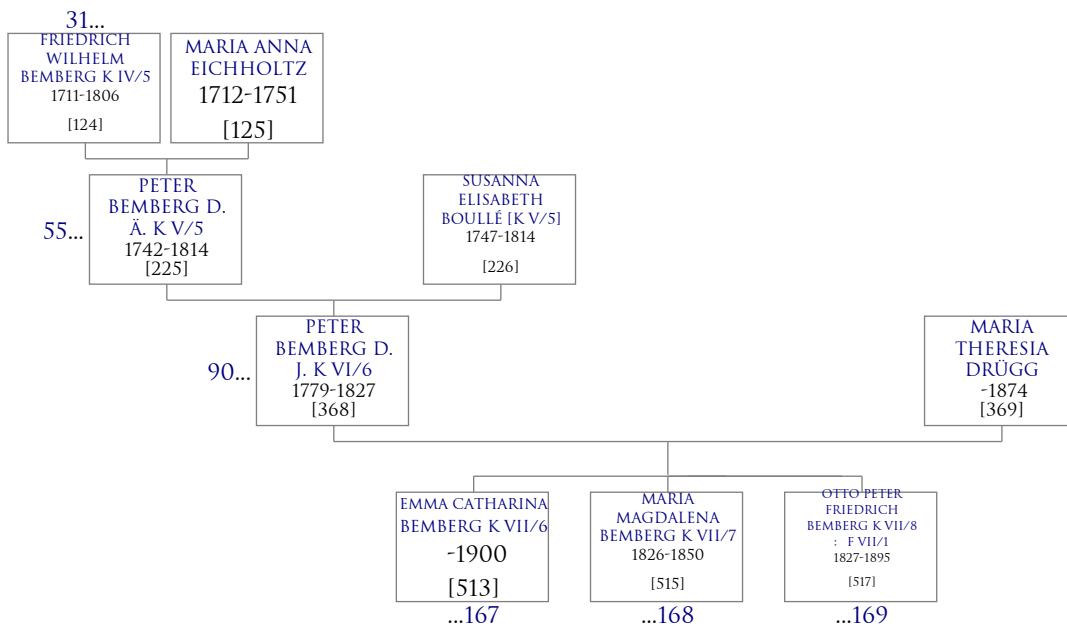 31...
FRIEDRICH
WILHELM
BEMBERG K IV/5
1711-1806
[124]
MARIA ANNA
EICHHOLTZ
1712-1751
[125]
55...
PETER
BEMBERG D.
Ä. K V/5
1742-1814
[225]
SUSANNA
ELISABETH
BOULLÉ [K V/5]
1747-1814
[226]
90...
PETER
BEMBERG D.
J. K VI/6
1779-1827
[368]
MARIA
THERESIA
DRÜGG
-1874
[369]
EMMA CATHARINA
BEMBERG K VII/6
-1900
[513]
...167
MARIA
MAGDALENA
BEMBERG K VII/7
1826-1850
[515]
...168
OTTO PETER
FRIEDRICH
BEMBERG K VII/8
: F VII/1
1827-1895
[517]
...169